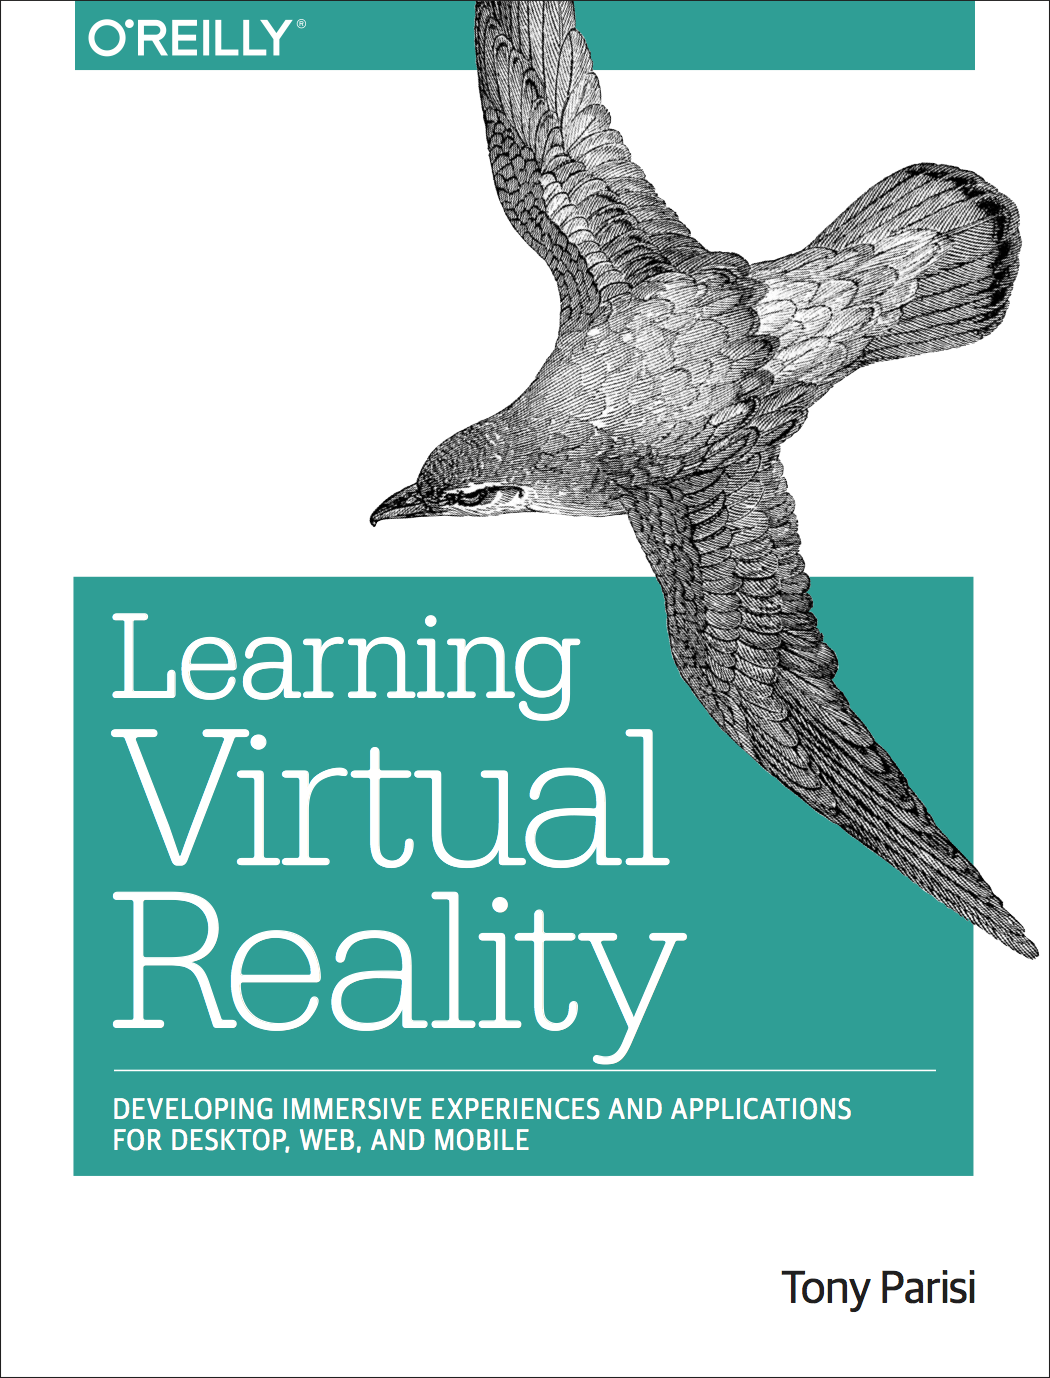 O'REILLY®
Learning
Virtual
Reality
DEVELOPING IMMERSIVE EXPERIENCES AND APPLICATIONS
FOR DESKTOP, WEB, AND MOBILE
Tony Parisi